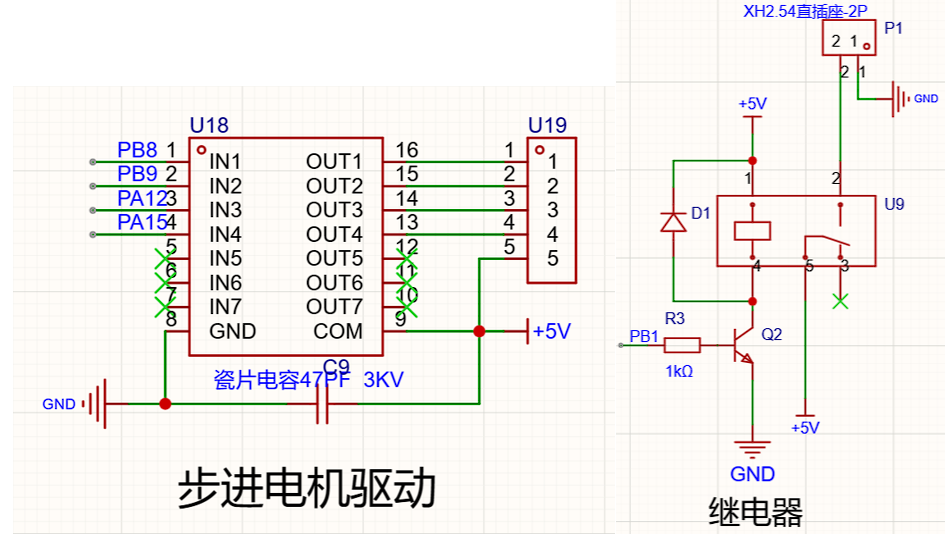 XH2.54直插座-2P
P1
2 1
2 1
GND
U18
U19
PB8 1 IN1 OUT1 16 1 1
PB9 2 IN2 OUT2 15 2 2
PA12 3 IN3 OUT3 14 3 3
PA15 4 IN4 OUT4 13 4 4
5 IN5 OUT5 12 5 5
6 IN6 OUT6 11
7 IN7 OUT7 10
8 GND COM 9
+5V
C9
瓷片电容47PF 3KV
GND
步进电机驱动
+5V
1 2
D1
U9
4 5 3
PB1
R3
1kΩ
Q2
+5V
GND
继电器